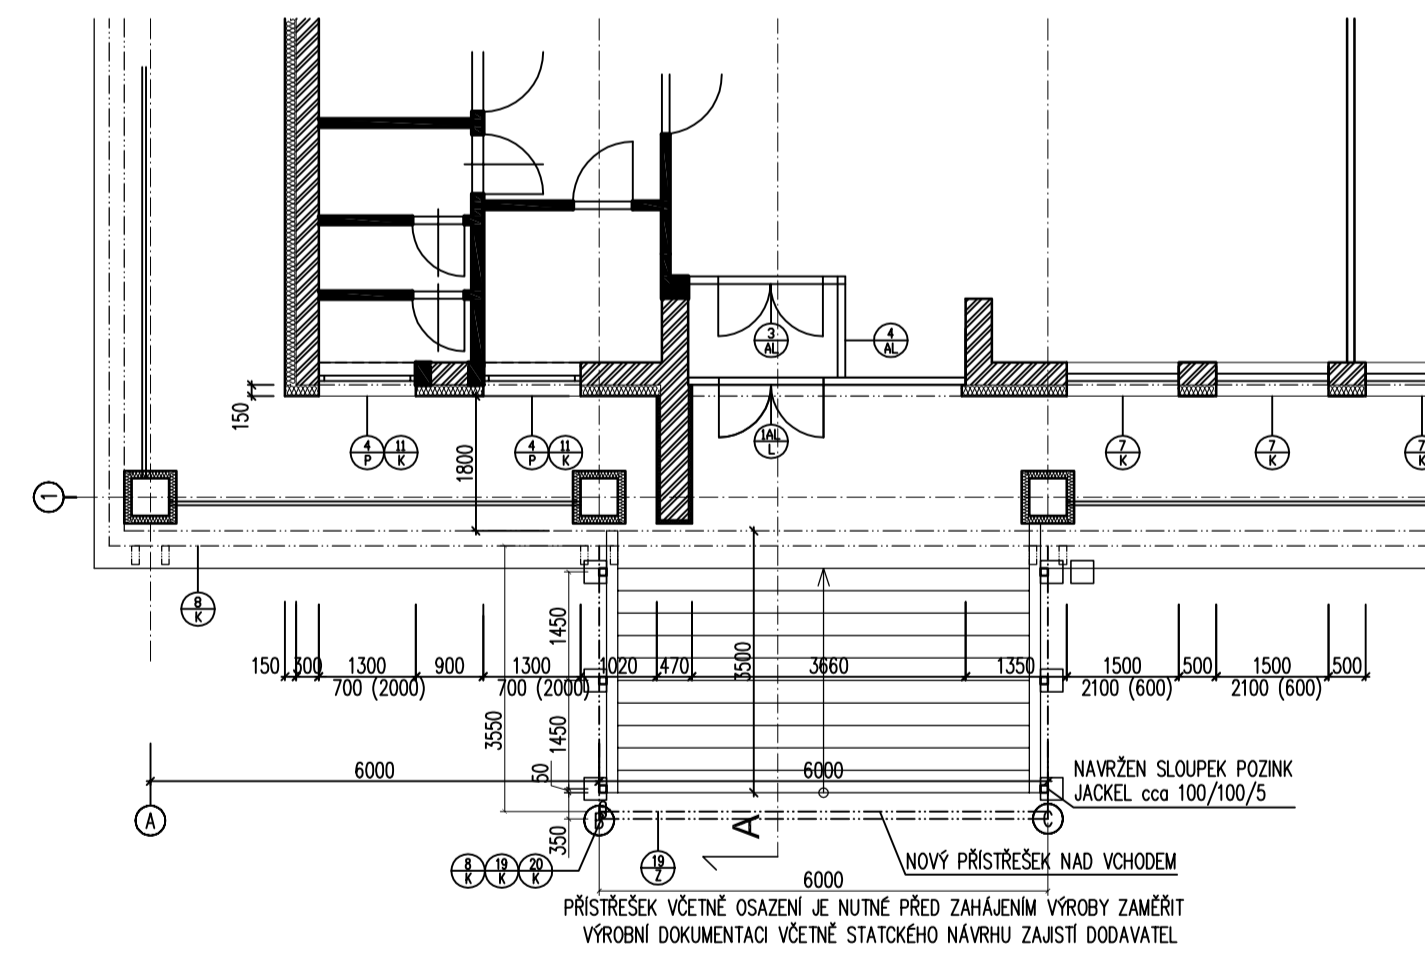 3
AL
4
AL
150
4
P
11
K
1800
4
P
11
K
1AL
L
7
K
7
K
7
K
1
8
K
1450
3500
150 300 1300 900 1300 1020 470 3660 1350 1500 500 1500 500
700 (2000) 700 (2000) 2100 (600) 2100 (600)
3550
1450
50
6000 6000
NAVRŽEN SLOUPEK POZINK
JACKEL cca 100/100/5
A B A C
350
8
K
19
K
20
K
19
Z
NOVÝ PŘÍSTŘEŠEK NAD VCHODEM
6000
PŘÍSTŘEŠEK VČETNĚ OSAZENÍ JE NUTNÉ PŘED ZAHÁJENÍM VÝROBY ZAMĚŘIT
VÝROBNÍ DOKUMENTACI VČETNĚ STATCKÉHO NÁVRHU ZAJISTÍ DODAVATEL